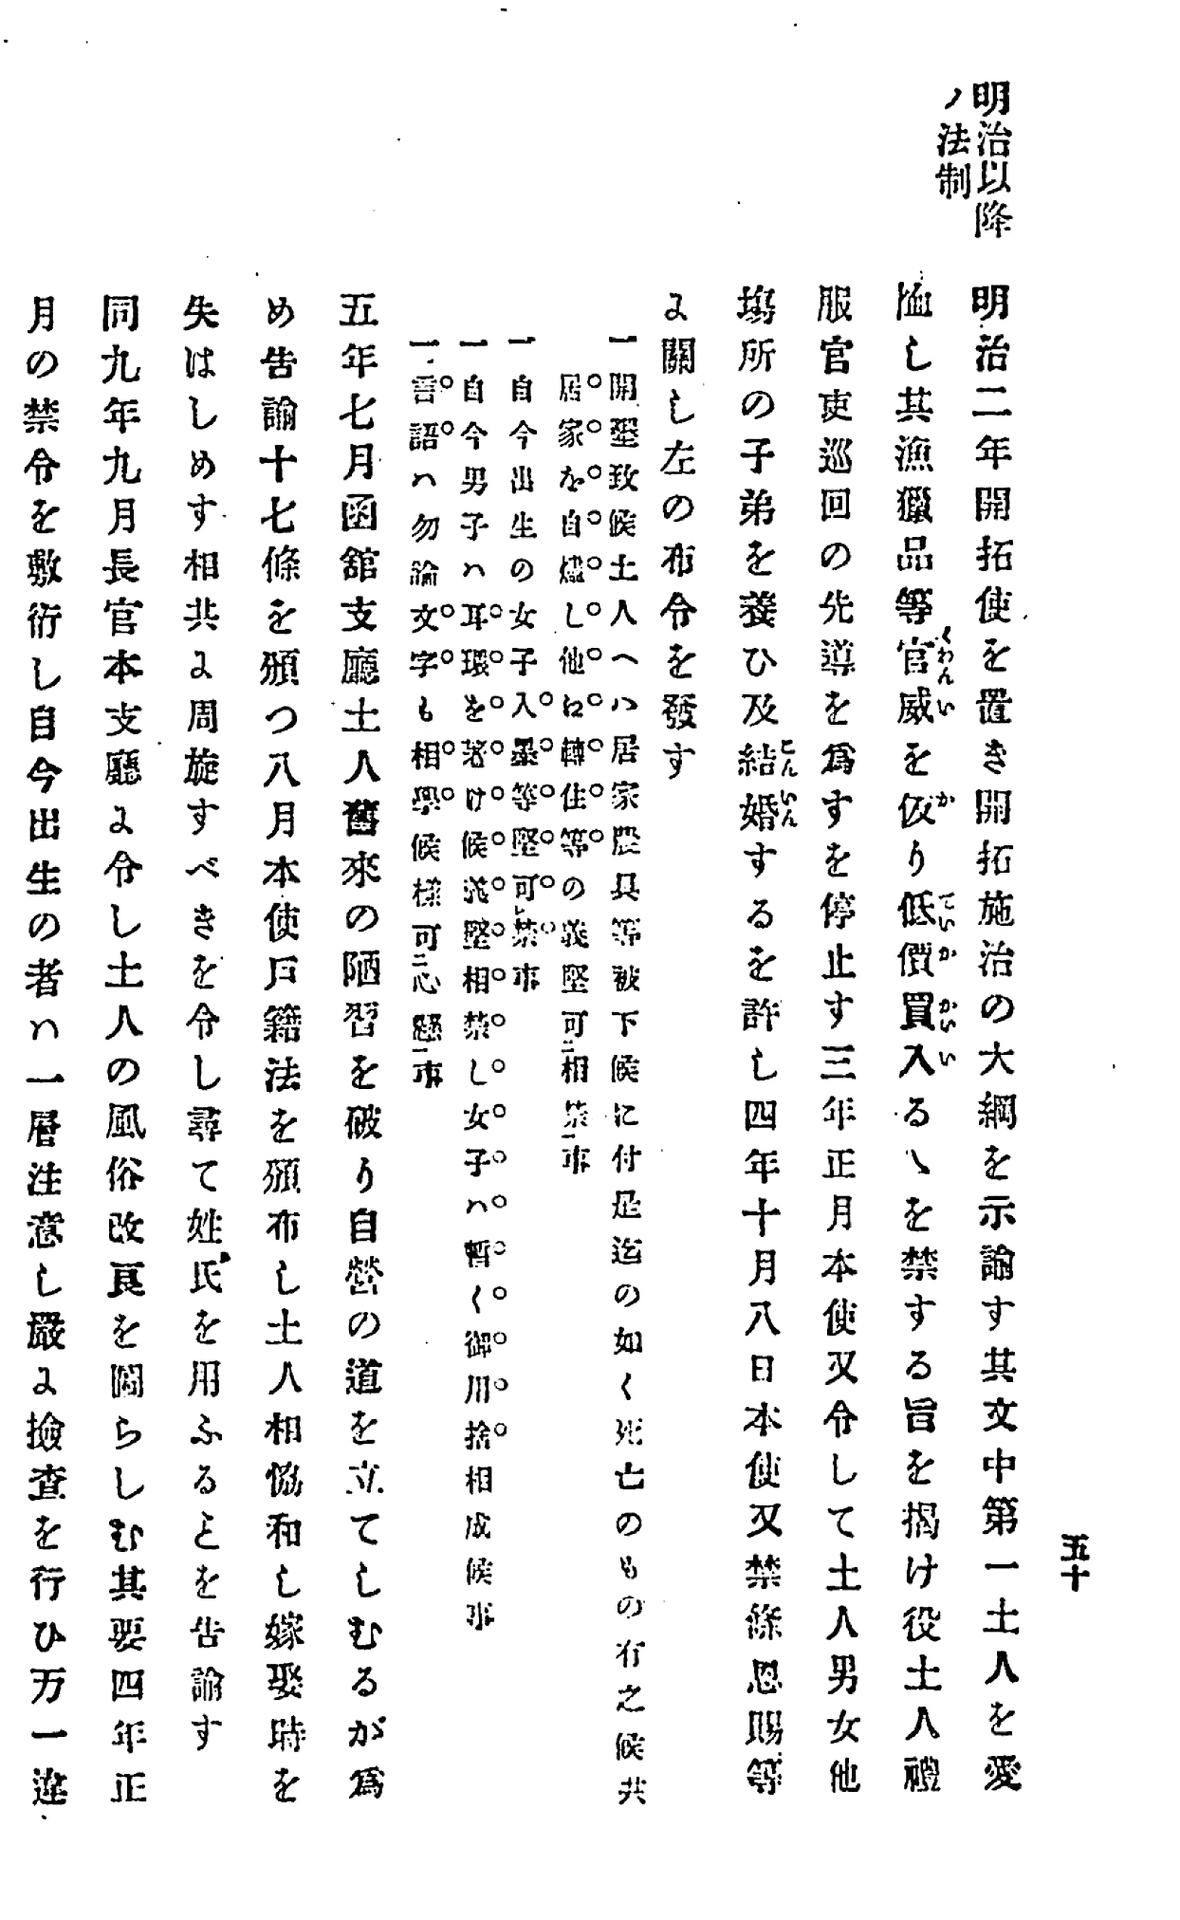 五十
明治以降
ノ法制
明治二年開拓使を置き開拓施治の大綱を示諭す其文中第一土人を愛
恤し其漁獵品等官威を仮り低價買入るゝを禁する旨を揭け役土人禮
服官吏巡回の先導を爲すを停止す三年正月本使又令して土人男女他
塲所の子弟を養ひ及結婚するを許し四年十月八日本使又禁條恩賜等
よ關し左の布令を發す
一開墾致候土人へハ居家農具等被下候に付是迄の如く死亡のもの有之候共
居家を自燼し他ね轉住等の義堅可ニ相禁一事
一自今出生の女子入墨等堅可レ禁事
一自今男子ハ耳環を著け候義堅相禁し女子ハ暫く御用捨相成候事
一言語ハ勿論文字も相學候樣可ニ心懸一事
五年七月函舘支廳土人舊來の陋習を破り自營の道を立てしむるが爲
め告諭十七條を頒つ八月本使戶籍法を頒布し土人相恊和し嫁娶時を
失はしめす相共よ周旋すべきを令し尋て姓氏を用ふるとを告諭す
同九年九月長官本支廳よ令し土人の風俗改良を圖らしむ其要四年正
月の禁令を敷衍し自今出生の者ハ一層注意し嚴よ撿査を行ひ万一違